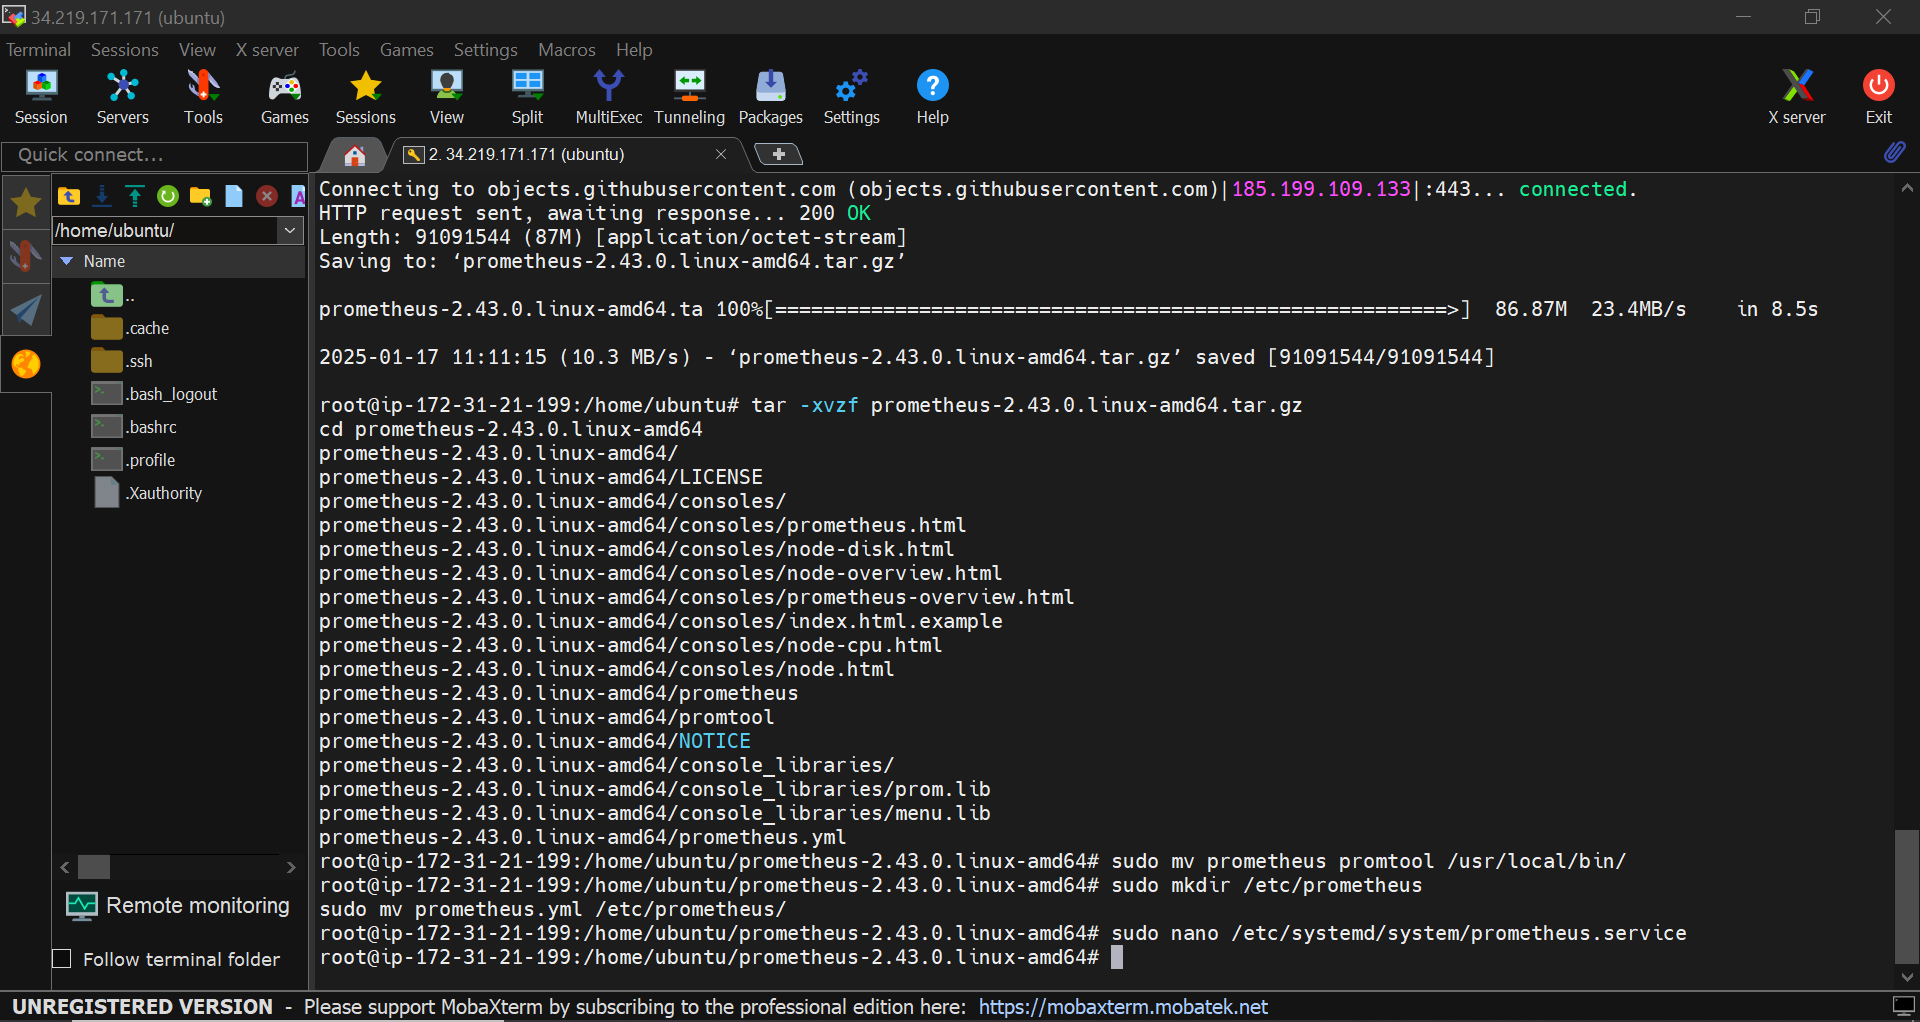 34.219.171.171 (ubuntu)
Terminal Sessions View X server Tools Games Settings Macros Help
Session Servers Tools Games Sessions View Split MultiExec Tunneling Packages Settings Help X server Exit
Quick connect...
2. 34.219.171.171 (ubuntu)
/home/ubuntu/
Name
..
.cache
.ssh
.bash_logout
.bashrc
.profile
.Xauthority
Remote monitoring
Follow terminal folder
Connecting to objects.githubusercontent.com (objects.githubusercontent.com)|185.199.109.133|:443... connected.
HTTP request sent, awaiting response... 200 OK
Length: 91091544 (87M) [application/octet-stream]
Saving to: ‘prometheus-2.43.0.linux-amd64.tar.gz’
prometheus-2.43.0.linux-amd64.ta 100%[========================================================>]  86.87M  23.4MB/s    in 8.5s
2025-01-17 11:11:15 (10.3 MB/s) - ‘prometheus-2.43.0.linux-amd64.tar.gz’ saved [91091544/91091544]
root@ip-172-31-21-199:/home/ubuntu# tar -xvzf prometheus-2.43.0.linux-amd64.tar.gz
cd prometheus-2.43.0.linux-amd64
prometheus-2.43.0.linux-amd64/
prometheus-2.43.0.linux-amd64/LICENSE
prometheus-2.43.0.linux-amd64/consoles/
prometheus-2.43.0.linux-amd64/consoles/prometheus.html
prometheus-2.43.0.linux-amd64/consoles/node-disk.html
prometheus-2.43.0.linux-amd64/consoles/node-overview.html
prometheus-2.43.0.linux-amd64/consoles/prometheus-overview.html
prometheus-2.43.0.linux-amd64/consoles/index.html.example
prometheus-2.43.0.linux-amd64/consoles/node-cpu.html
prometheus-2.43.0.linux-amd64/consoles/node.html
prometheus-2.43.0.linux-amd64/prometheus
prometheus-2.43.0.linux-amd64/promtool
prometheus-2.43.0.linux-amd64/NOTICE
prometheus-2.43.0.linux-amd64/console_libraries/
prometheus-2.43.0.linux-amd64/console_libraries/prom.lib
prometheus-2.43.0.linux-amd64/console_libraries/menu.lib
prometheus-2.43.0.linux-amd64/prometheus.yml
root@ip-172-31-21-199:/home/ubuntu/prometheus-2.43.0.linux-amd64# sudo mv prometheus promtool /usr/local/bin/
root@ip-172-31-21-199:/home/ubuntu/prometheus-2.43.0.linux-amd64# sudo mkdir /etc/prometheus
sudo mv prometheus.yml /etc/prometheus/
root@ip-172-31-21-199:/home/ubuntu/prometheus-2.43.0.linux-amd64# sudo nano /etc/systemd/system/prometheus.service
root@ip-172-31-21-199:/home/ubuntu/prometheus-2.43.0.linux-amd64#
UNREGISTERED VERSION - Please support MobaXterm by subscribing to the professional edition here: https://mobaxterm.mobatek.net